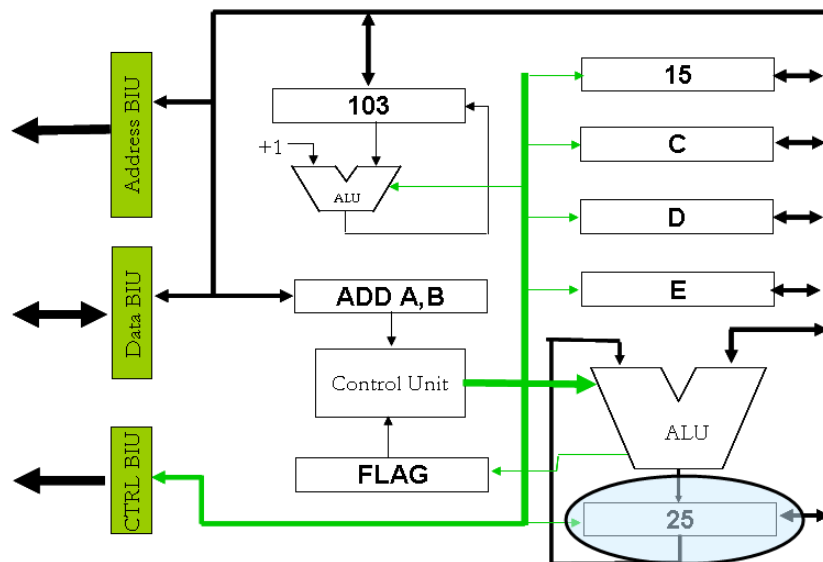 Address BIU
103
+1
ALU
15
C
D
E
Data BIU
ADD A,B
Control Unit
ALU
CTRL BIU
FLAG
25